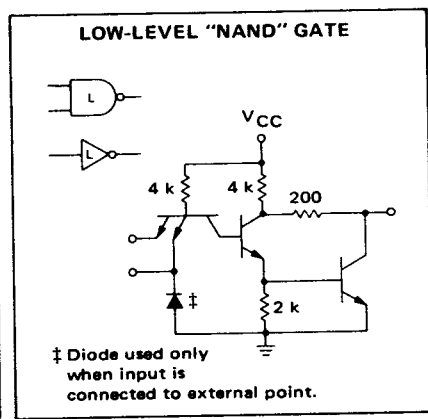 LOW-LEVEL "NAND" GATE
L
L
VCC
4 k
4 k
200
2 k
‡
‡ Diode used only
when input is
connected to external point.